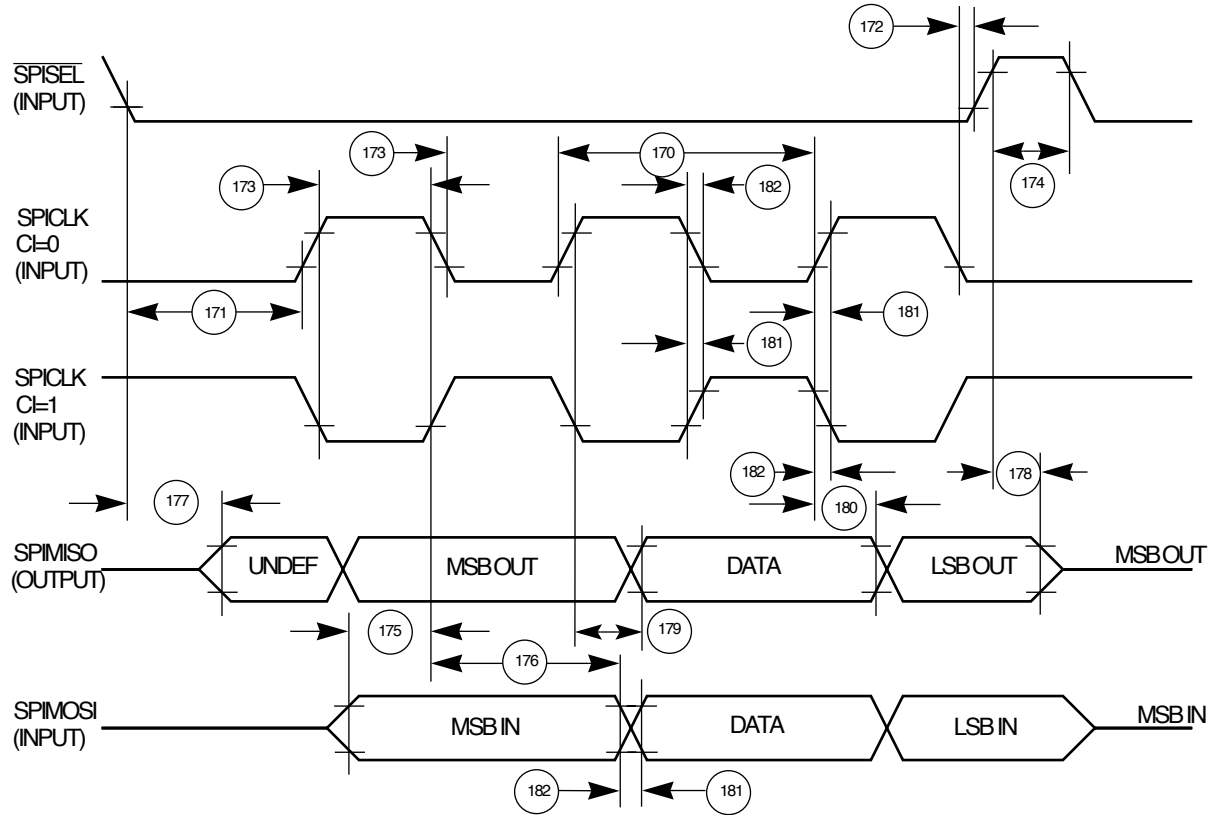 172
SPISEL
(INPUT)
173
170
173
182
174
SPICLK
CI=0
(INPUT)
171
181
181
SPICLK
CI=1
(INPUT)
182
178
177
180
SPIMISO
(OUTPUT)
UNDEF
MSB OUT
DATA
LSB OUT
MSB OUT
175
179
176
SPIMOSI
(INPUT)
MSB IN
DATA
LSB IN
MSB IN
182
181